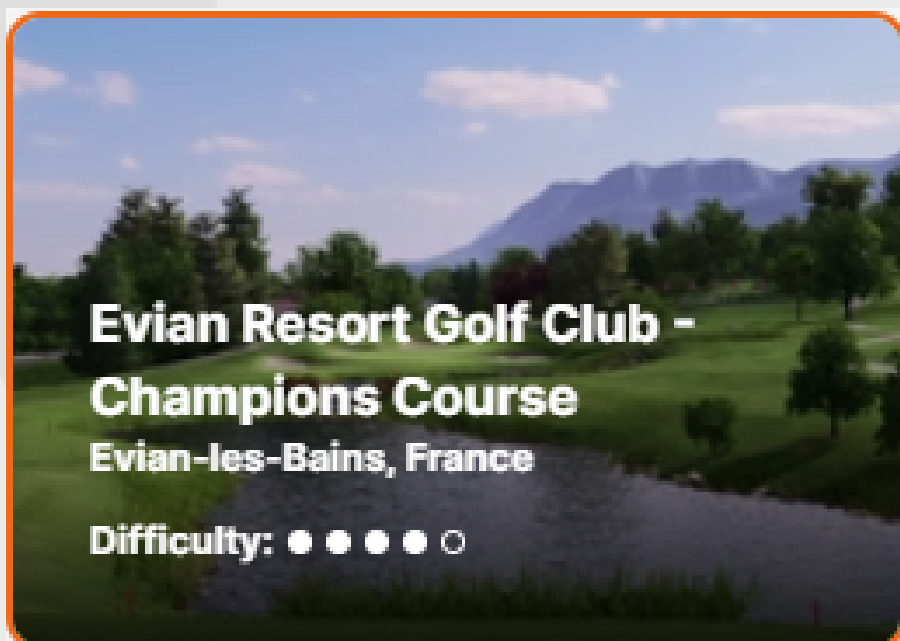 Evian Resort Golf Club -
Champions Course
Evian-les-Bains, France
Difficulty: ●●●●○